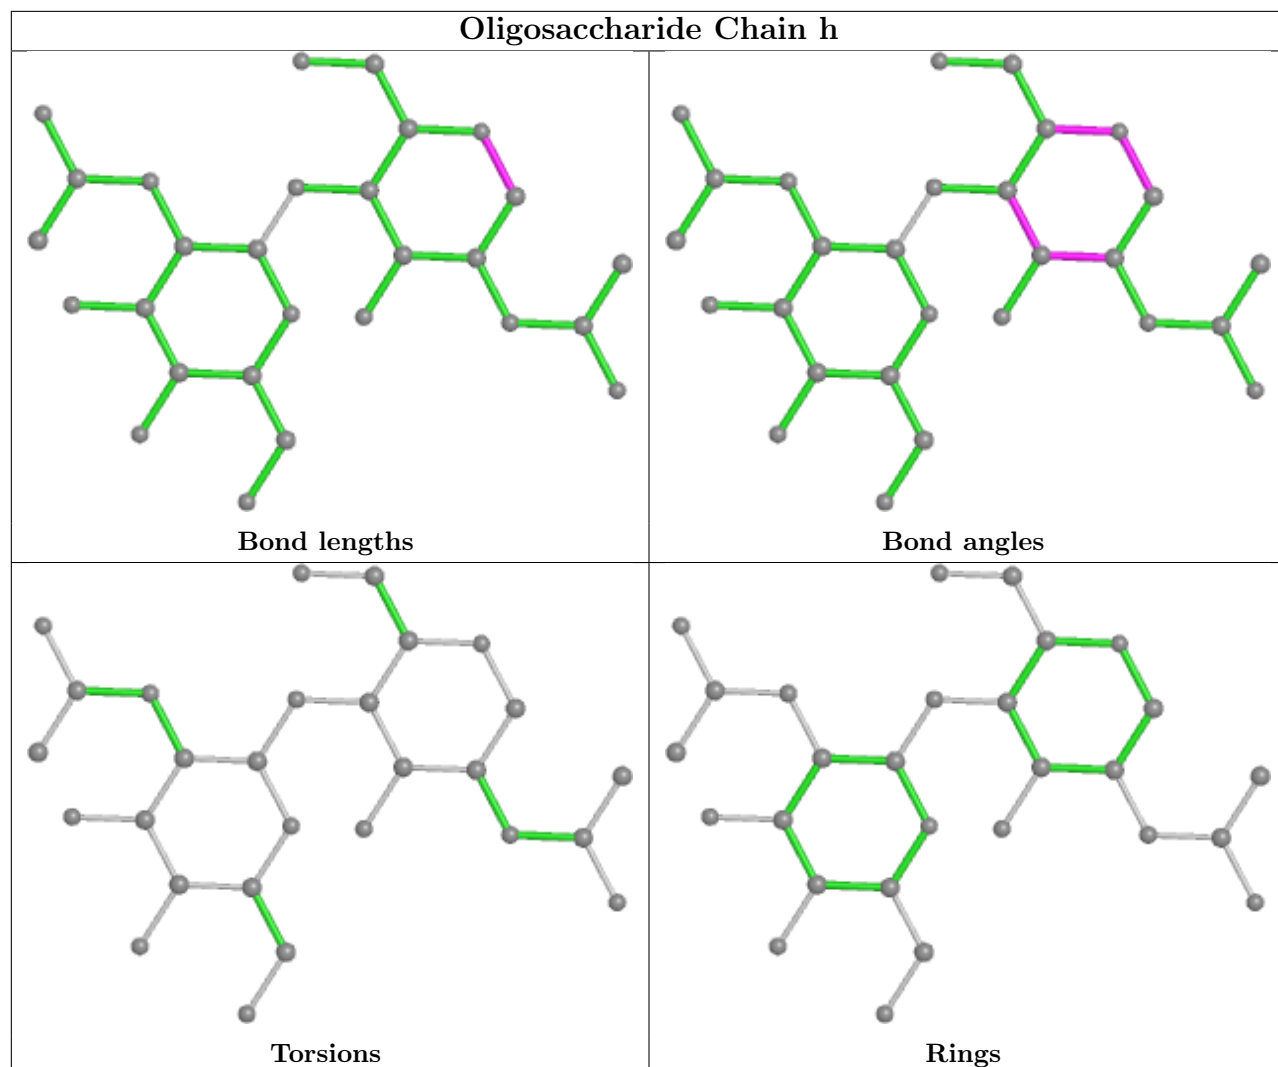 Oligosaccharide Chain h
Bond lengths
Bond angles
Torsions
Rings